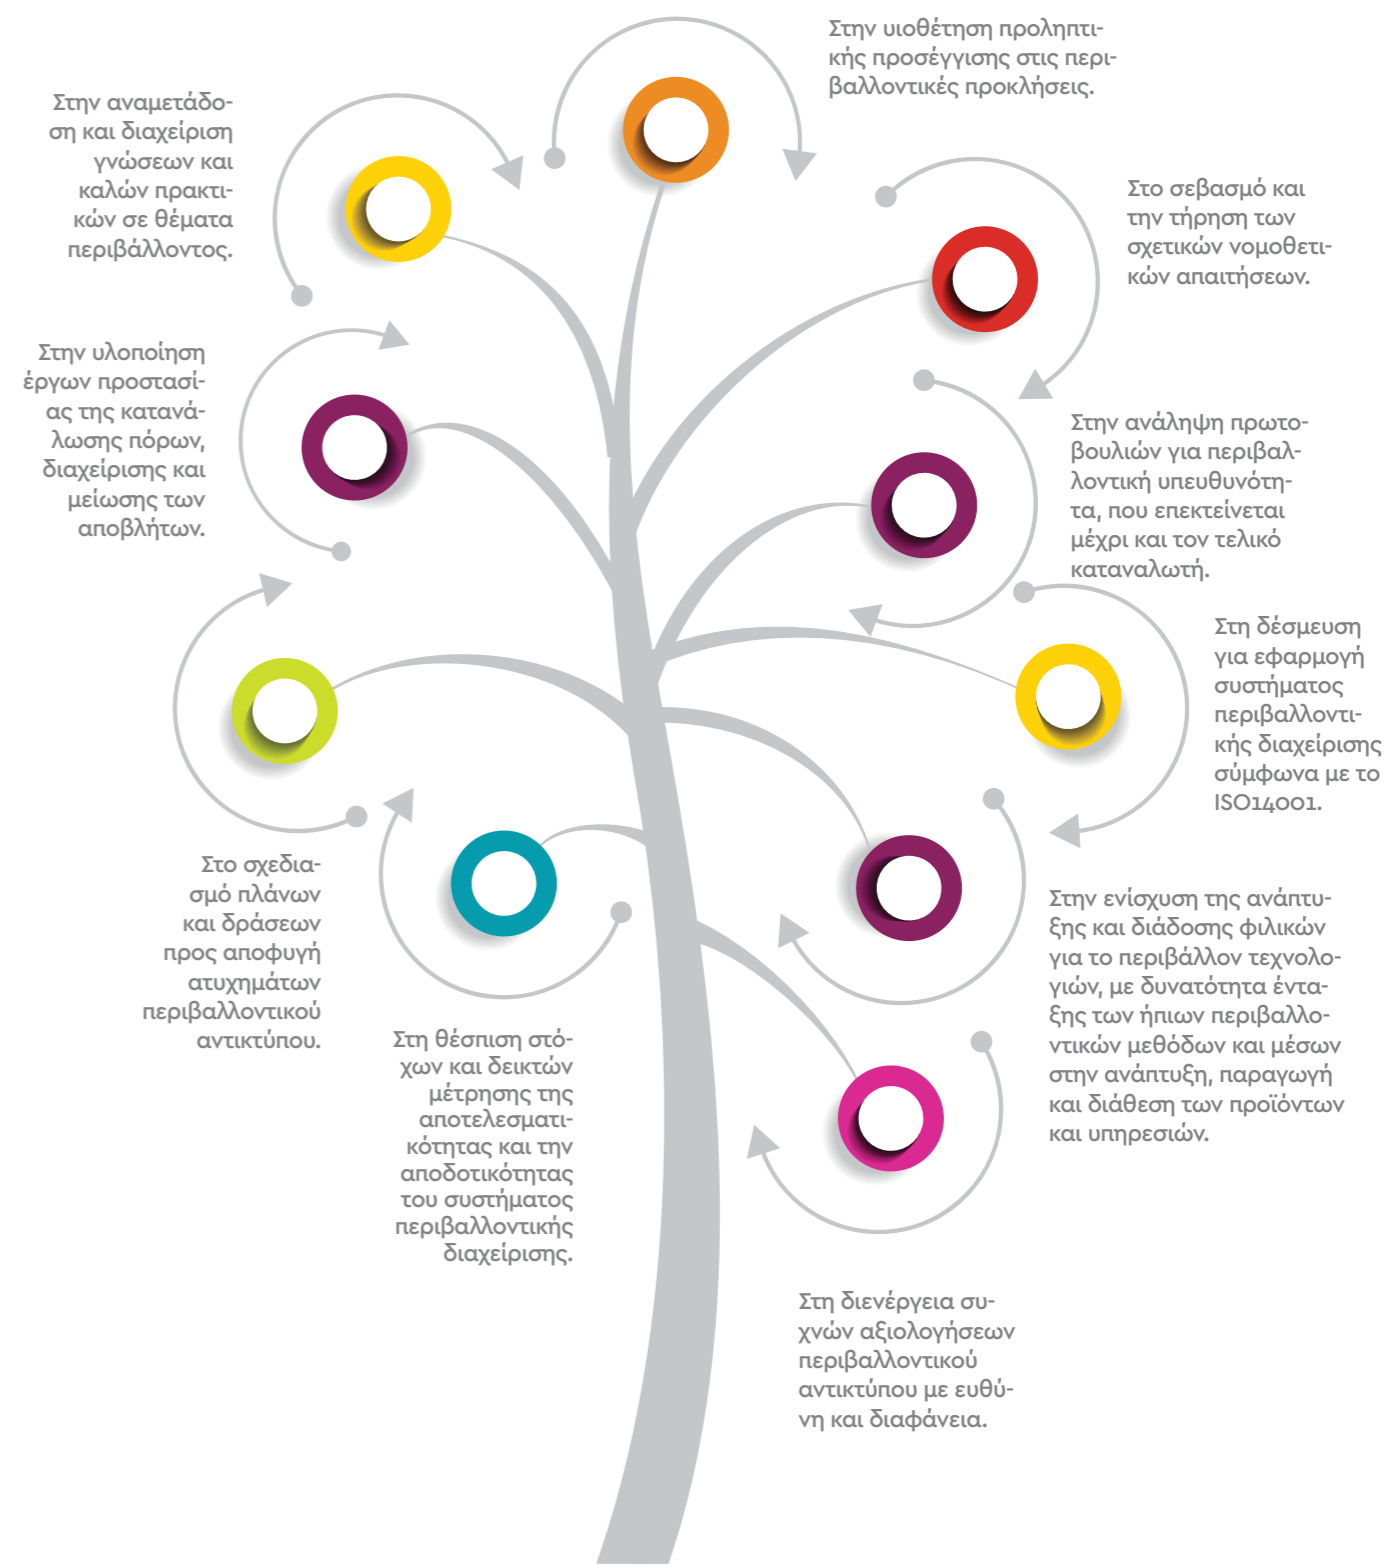 Στην υιοθέτηση προληπτι-
κής προσέγγισης στις περι-
βαλλοντικές προκλήσεις.
Στην αναμετάδο-
ση και διαχείριση
γνώσεων και
καλών πρακτι-
κών σε θέματα
περιβάλλοντος.
Στο σεβασμό και
την τήρηση των
σχετικών νομοθετι-
κών απαιτήσεων.
Στην υλοποίηση
έργων προστασί-
ας της κατανά-
λωσης πόρων,
διαχείρισης και
μείωσης των
αποβλήτων.
Στην ανάληψη πρωτο-
βουλιών για περιβαλ-
λοντική υπευθυνότη-
τα, που επεκτείνεται
μέχρι και τον τελικό
καταναλωτή.
Στη δέσμευση
για εφαρμογή
συστήματος
περιβαλλοντι-
κής διαχείρισης
σύμφωνα με το
ISO14001.
Στο σχεδια-
σμό πλάνων
και δράσεων
προς αποφυγή
ατυχημάτων
περιβαλλοντικού
αντικτύπου.
Στην ενίσχυση της ανάπτυ-
ξης και διάδοσης φιλικών
για το περιβάλλον τεχνολο-
γιών, με δυνατότητα έντα-
ξης των ήπιων περιβαλλο-
ντικών μεθόδων και μέσων
στην ανάπτυξη, παραγωγή
και διάθεση των προϊόντων
και υπηρεσιών.
Στη θέσπιση στό-
χων και δεικτών
μέτρησης της
αποτελεσματι-
κότητας και την
αποδοτικότητας
του συστήματος
περιβαλλοντικής
διαχείρισης.
Στη διενέργεια συ-
χνών αξιολογήσεων
περιβαλλοντικού
αντικτύπου με ευθύ-
νη και διαφάνεια.